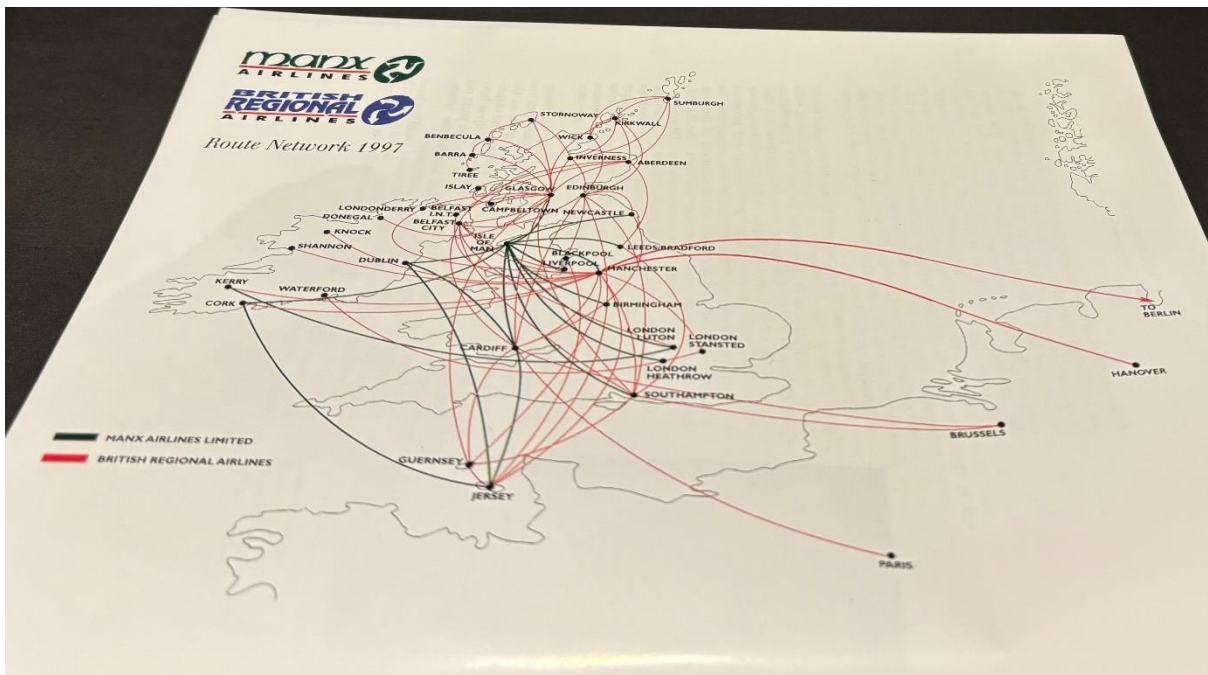 manx
AIRLINES
BRITISH
REGIONAL
AIRLINES
Route Network 1997
SUMBURGH
STORNOWAY
KIRKWALL
WICK
BENBECULA
BARRA
INVERNESS
ABERDEEN
TIREE
ISLAY
GLASGOW
EDINBURGH
LONDONDERRY
BELFAST
I.N.T.
CAMPBELTOWN
NEWCASTLE
DONEGAL
BELFAST
CITY
KNOCK
ISLE
OF
MAN
SHANNON
LEEDS/BRADFORD
BLACKPOOL
DUBLIN
LIVERPOOL
MANCHESTER
KERRY
WATERFORD
CORK
BIRMINGHAM
TO
BERLIN
LONDON
LUTON
LONDON
STANSTED
CARDIFF
LONDON
HEATHROW
HANOVER
SOUTHAMPTON
BRUSSELS
MANX AIRLINES LIMITED
BRITISH REGIONAL AIRLINES
GUERNSEY
JERSEY
PARIS